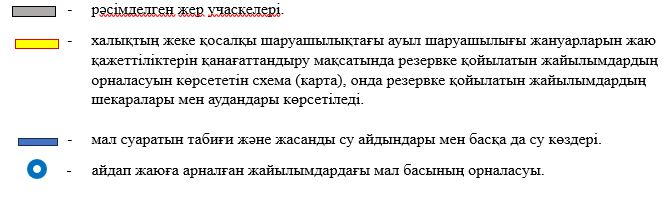 - рәсімделген жер учаскелері.
- халықтың жеке қосалқы шаруашылықтағы ауыл шаруашылығы жануарларын жаю
қажеттіліктерін қанағаттандыру мақсатында резервке қойылатын жайылымдардың
орналасуын көрсететін схема (карта), онда резервке қойылатын жайылымдардың
шекаралары мен аудандары көрсетіледі.
- мал суаратын табиғи және жасанды су айдындары мен басқа да су көздері.
- айдап жаюға арналған жайылымдардағы мал басының орналасуы.